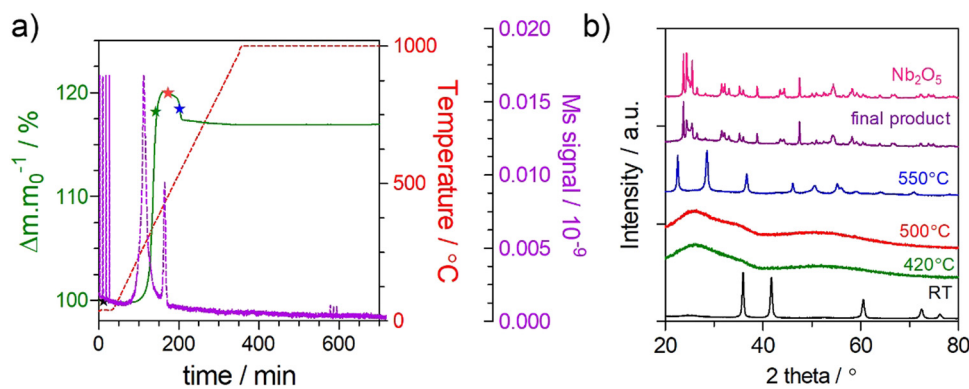 a)
Δm.m₀⁻¹ / %
120
110
100
0
200
400
600
time / min
1000
500
0
Temperature / °C
0.020
0.015
0.010
0.005
0.000
Ms signal / 10⁻⁹
b)
Intensity / a.u.
Nb₂O₅
final product
550°C
500°C
420°C
RT
20
40
60
80
2 theta / °